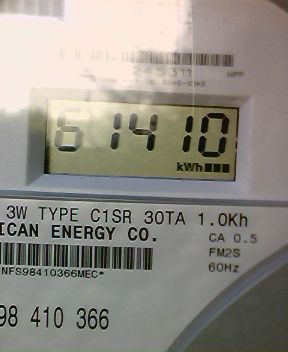 245311
61410
kWh
3W TYPE C1SR 30TA 1.0Kh
ICAN ENERGY CO.
CA 0.5
FM2S
NFS98410366MEC*
60Hz
98 410 366